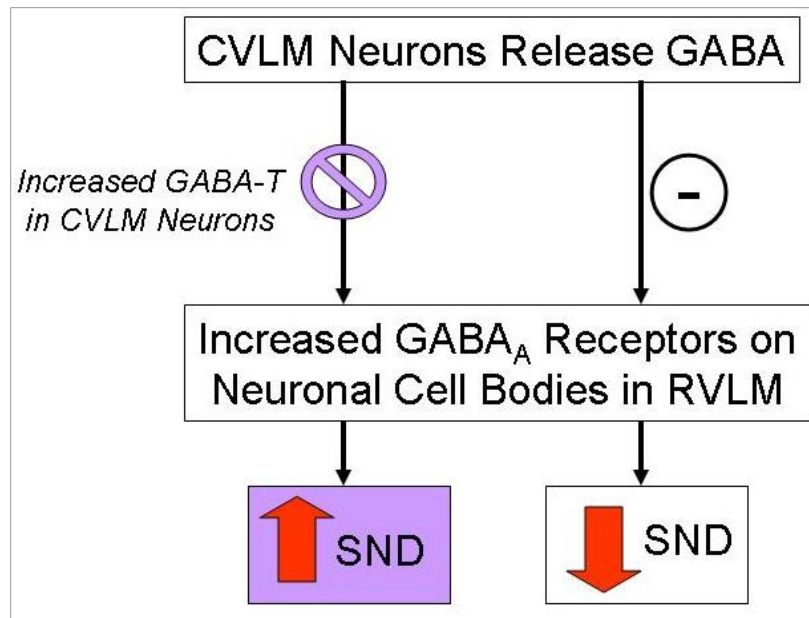 CVLM Neurons Release GABA
Increased GABA-T
in CVLM Neurons
-
Increased GABA_A Receptors on
Neuronal Cell Bodies in RVLM
SND
SND